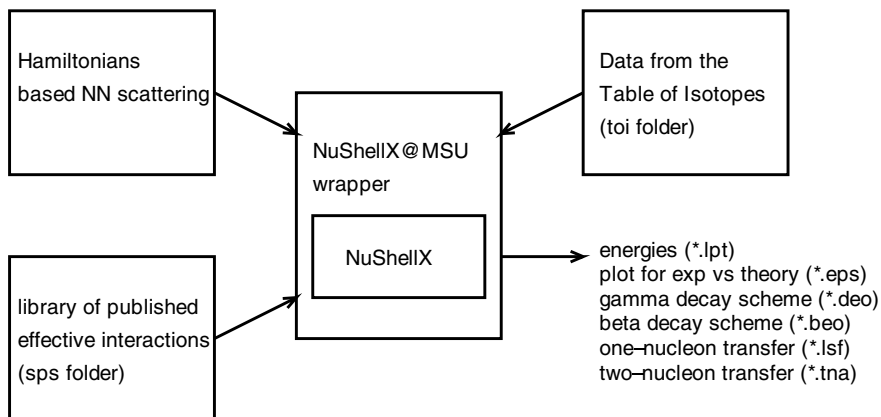 Hamiltonians
based NN scattering
Data from the
Table of Isotopes
(toi folder)
NuShellX@MSU
wrapper
NuShellX
library of published
effective interactions
(sps folder)
energies (*.lpt)
plot for exp vs theory (*.eps)
gamma decay scheme (*.deo)
beta decay scheme (*.beo)
one–nucleon transfer (*.lsf)
two–nucleon transfer (*.tna)